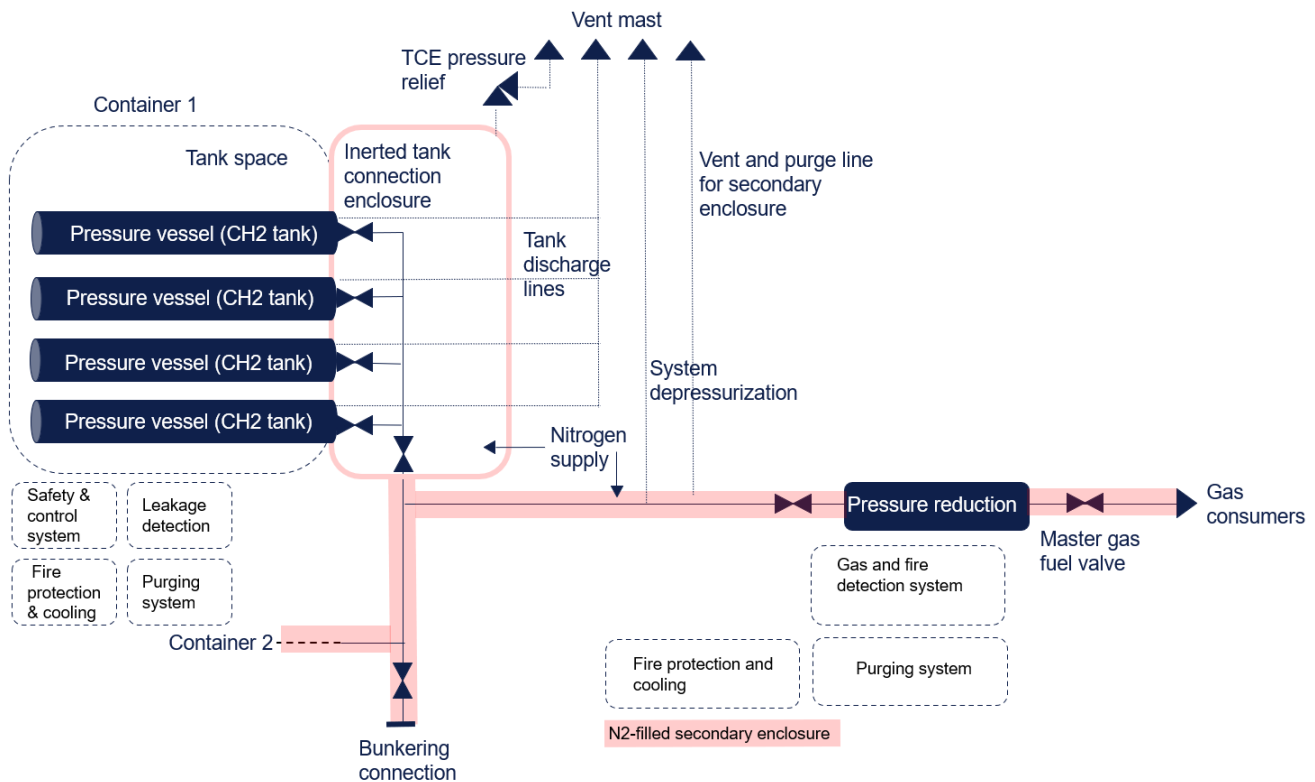 Vent mast
TCE pressure
relief
Container 1
Tank space
Inerted tank
connection
enclosure
Vent and purge line
for secondary
enclosure
Pressure vessel (CH2 tank)
Pressure vessel (CH2 tank)
Pressure vessel (CH2 tank)
Pressure vessel (CH2 tank)
Tank
discharge
lines
System
depressurization
Nitrogen
supply
Safety &
control
system
Leakage
detection
Fire
protection
& cooling
Purging
system
Pressure reduction
Gas
consumers
Master gas
fuel valve
Gas and fire
detection system
Container 2
Fire protection and
cooling
Purging system
N2-filled secondary enclosure
Bunkering
connection